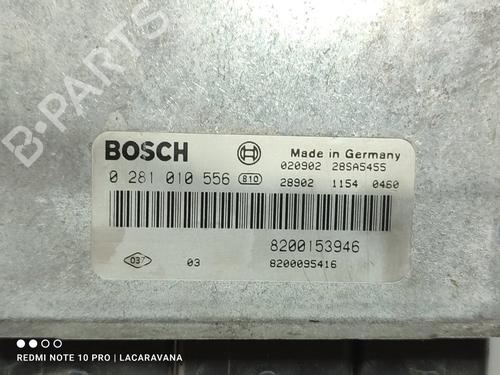 B-PARTS
BOSCH
Made in Germany
020902 28SA5455
0 281 010 556 810
28902 1154 0460
8200153946
037 03 8200095416
REDMI NOTE 10 PRO | LACARAVANA